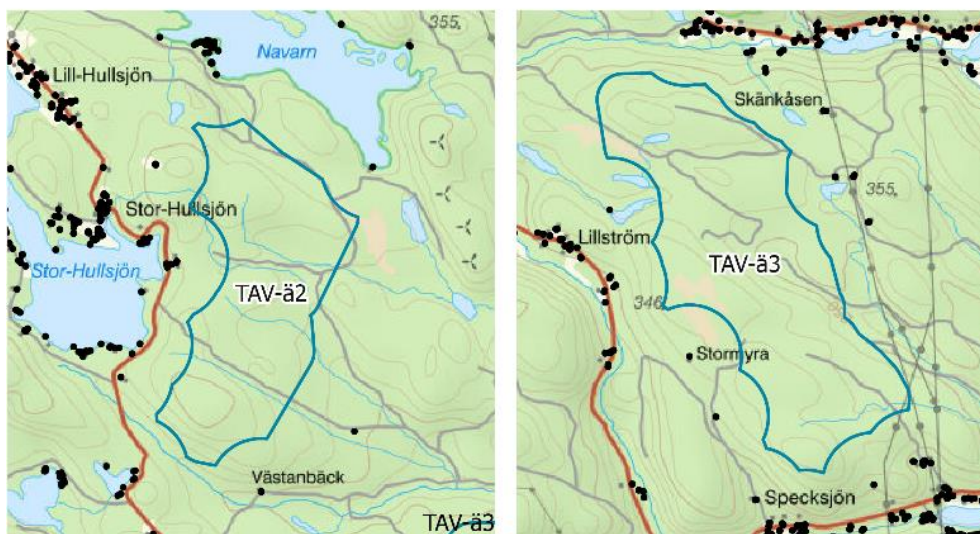 355.
Navarn
Lill-Hullsjön
Stor-Hullsjön
Stor-Hullsjön
TAV-ä2
Västanbäck
TAV-ä3
Skänkåsen
355.
Lillström
TAV-ä3
346
Stormyra
Specksjön